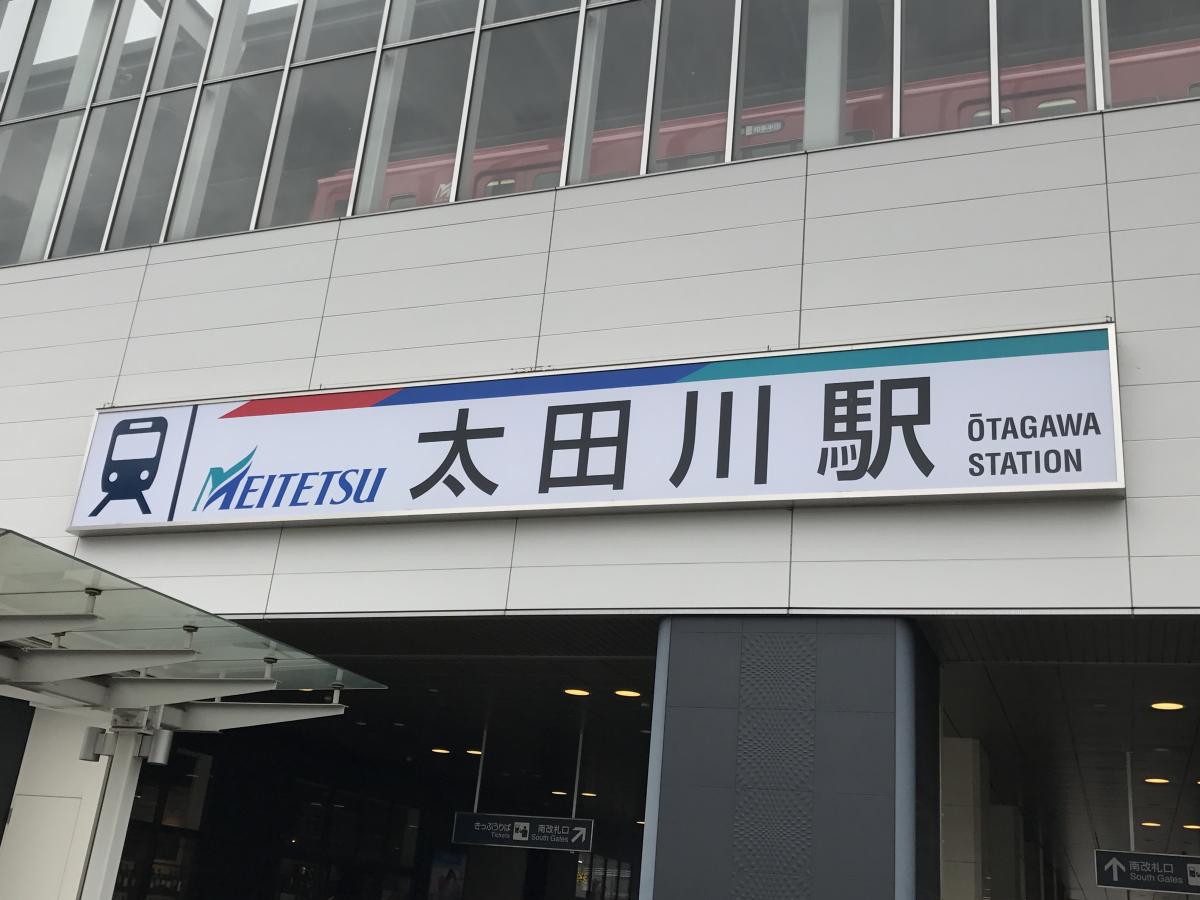 MEITETSU 太田川駅 ŌTAGAWA
STATION
きっぷうりば 南改札口
Tickets South Gates
南改札口
South Gates